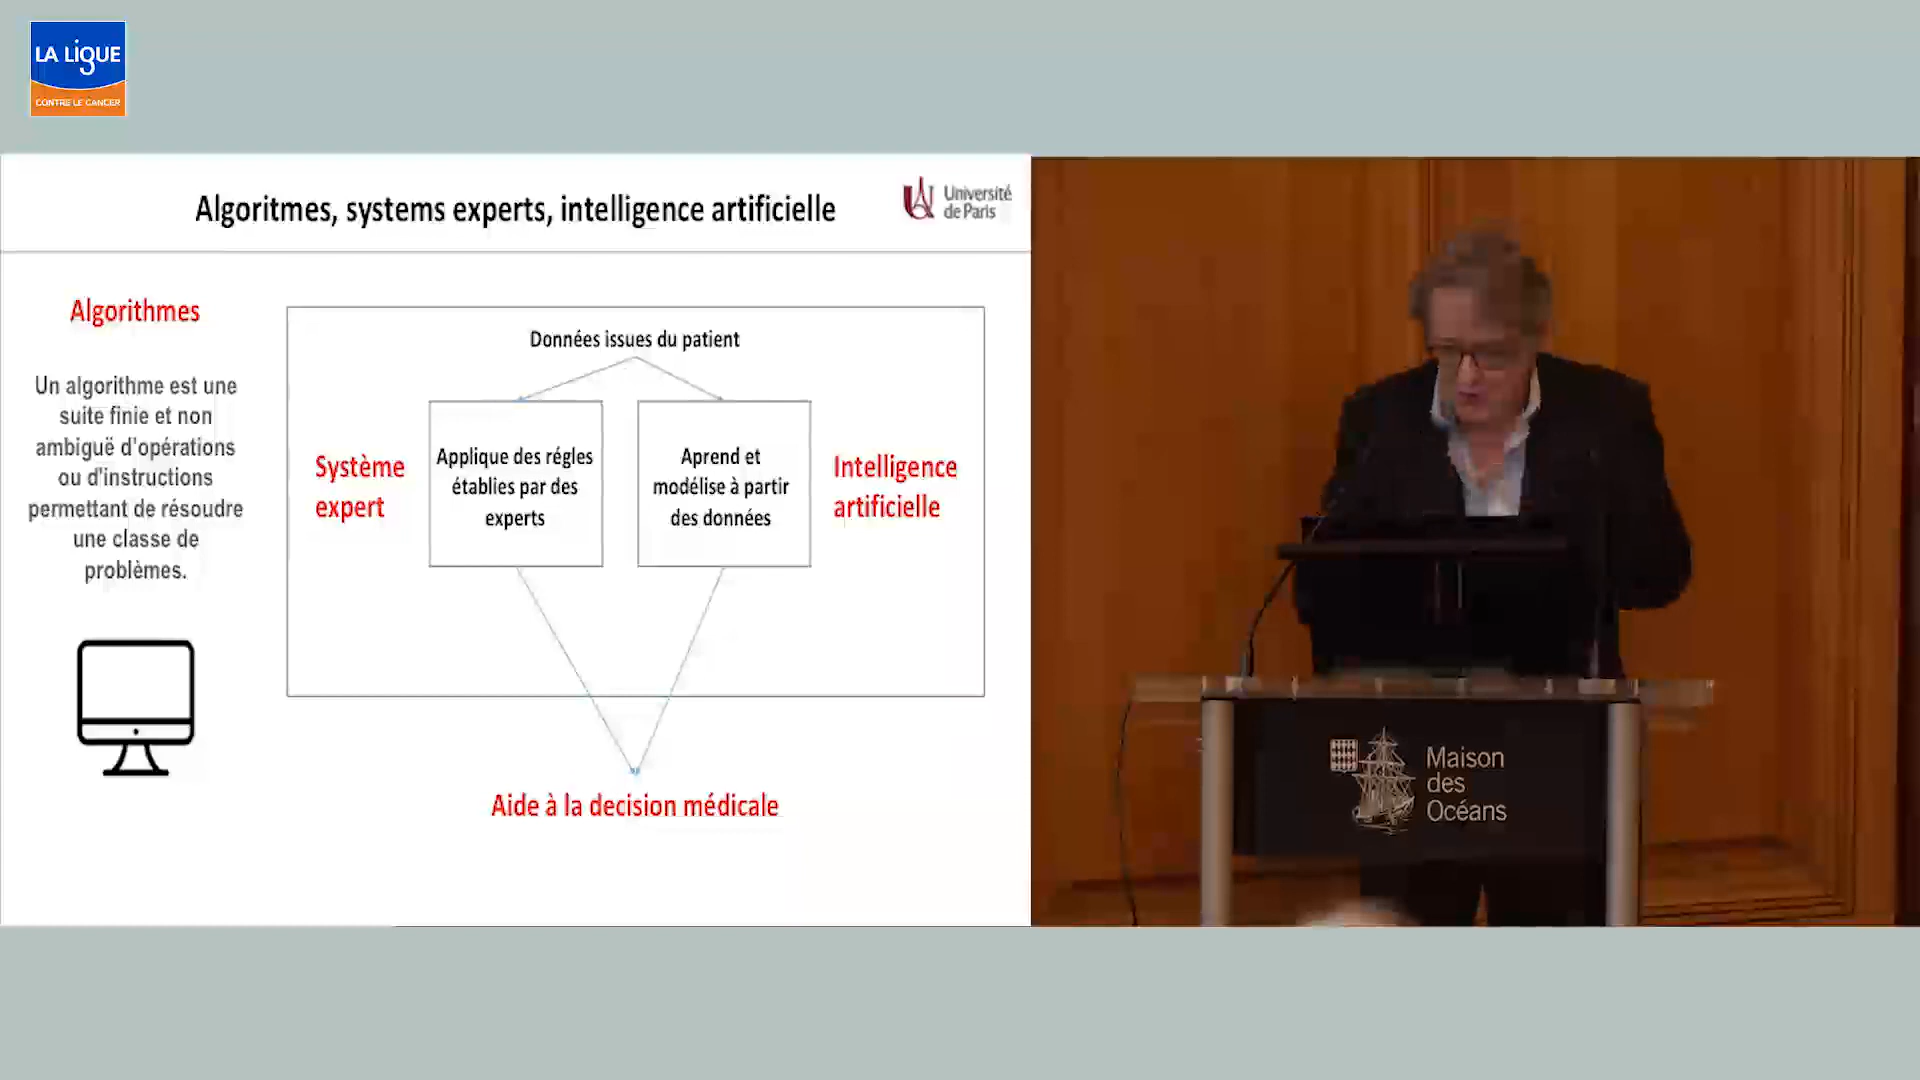 LA LiGUE
CONTRE LE CANCER
Algoritmes, systems experts, intelligence artificielle
Université
de Paris
Algorithmes
Un algorithme est une
suite finie et non
ambiguë d'opérations
ou d'instructions
permettant de résoudre
une classe de
problèmes.
Données issues du patient
Système
expert
Applique des régles
établies par des
experts
Aprend et
modélise à partir
des données
Intelligence
artificielle
Aide à la decision médicale
Maison
des
Océans